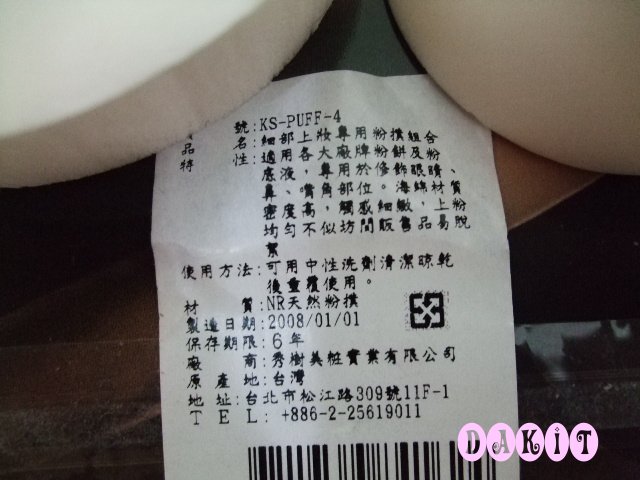 號:KS-PUFF-4
品 名:細部上妝專用粉撲組合
特 性:適用各大廠牌粉餅及粉
底液，專用於修飾眼睛、
鼻、嘴角部位。海綿材質
密度高，觸感細緻，上粉
均勻不似坊間販售品易脫
絮
使用方法:可用中性洗劑清潔晾乾
後重覆使用。
材 質:NR天然粉撲
製造日期:2008/01/01
保存期限:6年
廠 商:秀樹美粧實業有限公司
原 產 地:台灣
地 址:台北市松江路309號11F-1
T E L: +886-2-25619011
DAKIT